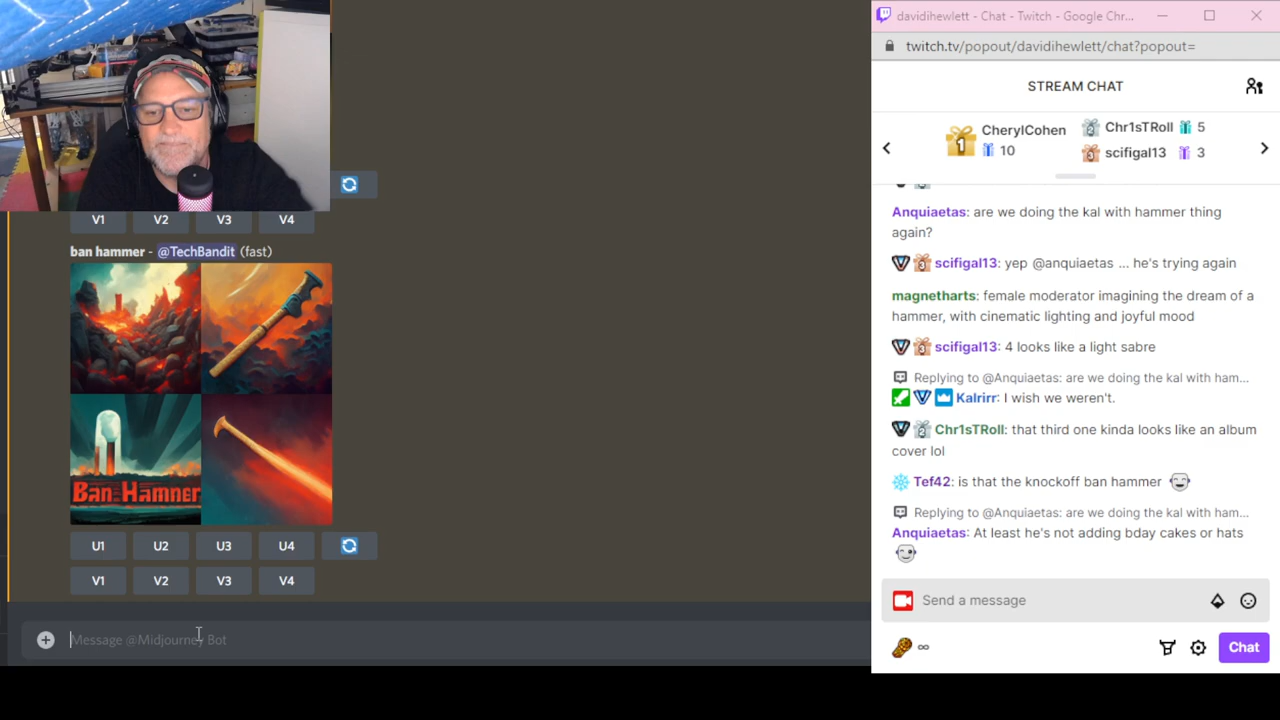 davidihewlett - Chat - Twitch - Google Chr...
twitch.tv/popout/davidihewlett/chat?popout=
STREAM CHAT
1 CherylCohen
10
2 Chr1sTRoll 5
3 scifigal13 3
V1 V2 V3 V4
ban hammer - @TechBandit (fast)
Ban-Hamner
U1 U2 U3 U4
V1 V2 V3 V4
Message @Midjourney Bot
Anquiaetas: are we doing the kal with hammer thing
again?
scifigal13: yep @anquiaetas ... he's trying again
magnetharts: female moderator imagining the dream of a
hammer, with cinematic lighting and joyful mood
scifigal13: 4 looks like a light sabre
Replying to @Anquiaetas: are we doing the kal with ham...
Kalrirr: I wish we weren't.
Chr1sTRoll: that third one kinda looks like an album
cover lol
Tef42: is that the knockoff ban hammer
Replying to @Anquiaetas: are we doing the kal with ham...
Anquiaetas: At least he's not adding bday cakes or hats
Send a message
∞
Chat